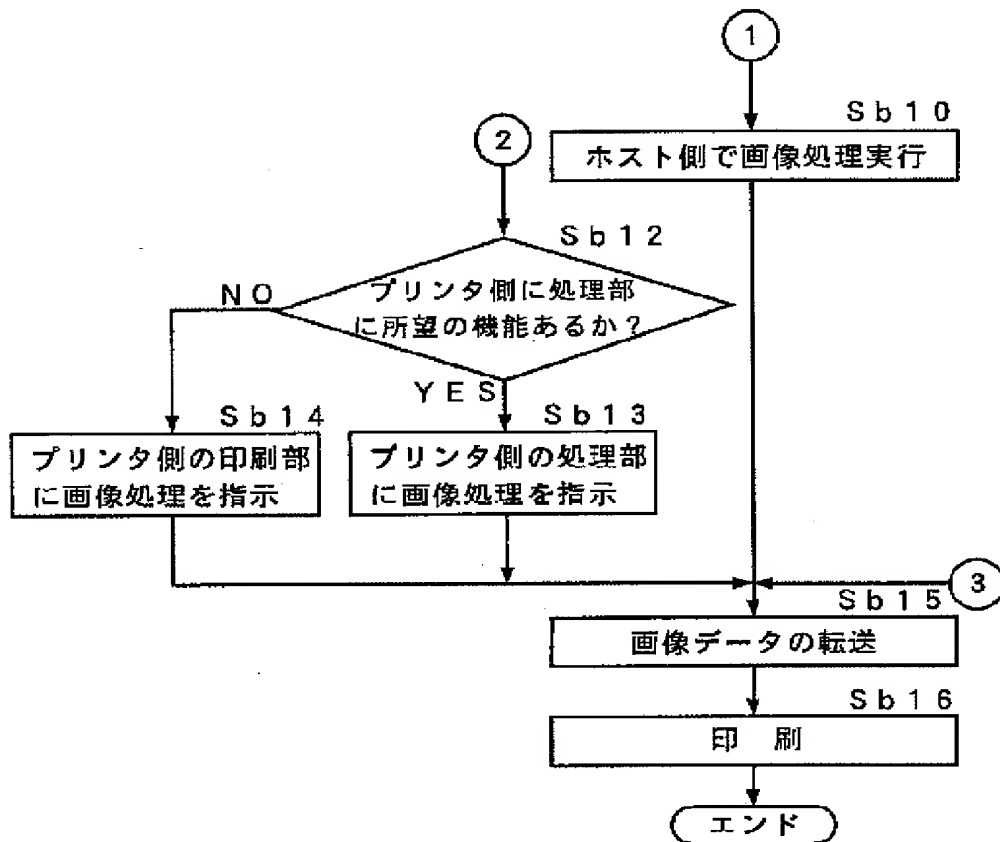 1
Sb10
ホスト側で画像処理実行
2
Sb12
プリンタ側に処理部
に所望の機能あるか?
NO
YES
Sb14
プリンタ側の印刷部
に画像処理を指示
Sb13
プリンタ側の処理部
に画像処理を指示
3
Sb15
画像データの転送
Sb16
印 刷
エンド